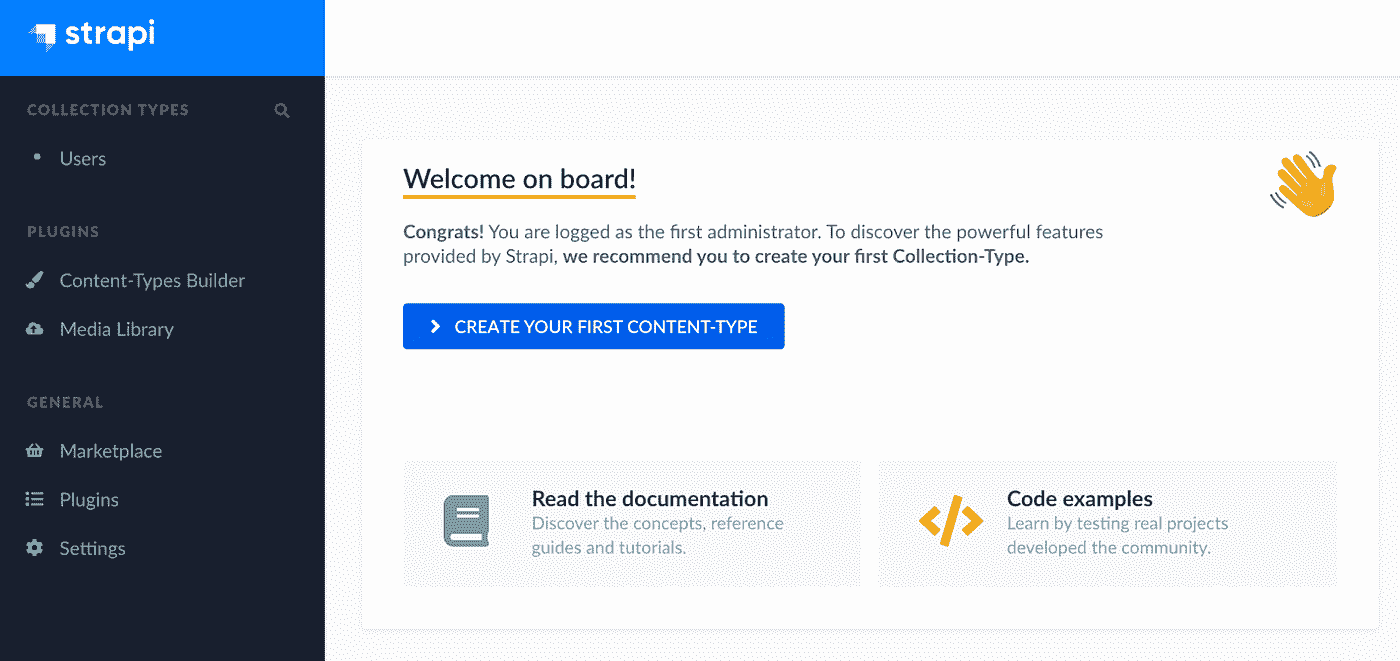 strapi
COLLECTION TYPES
Users
PLUGINS
Content-Types Builder
Media Library
GENERAL
Marketplace
Plugins
Settings
Welcome on board!
Congrats! You are logged as the first administrator. To discover the powerful features
provided by Strapi, we recommend you to create your first Collection-Type.
CREATE YOUR FIRST CONTENT-TYPE
Read the documentation
Discover the concepts, reference
guides and tutorials.
Code examples
Learn by testing real projects
developed the community.